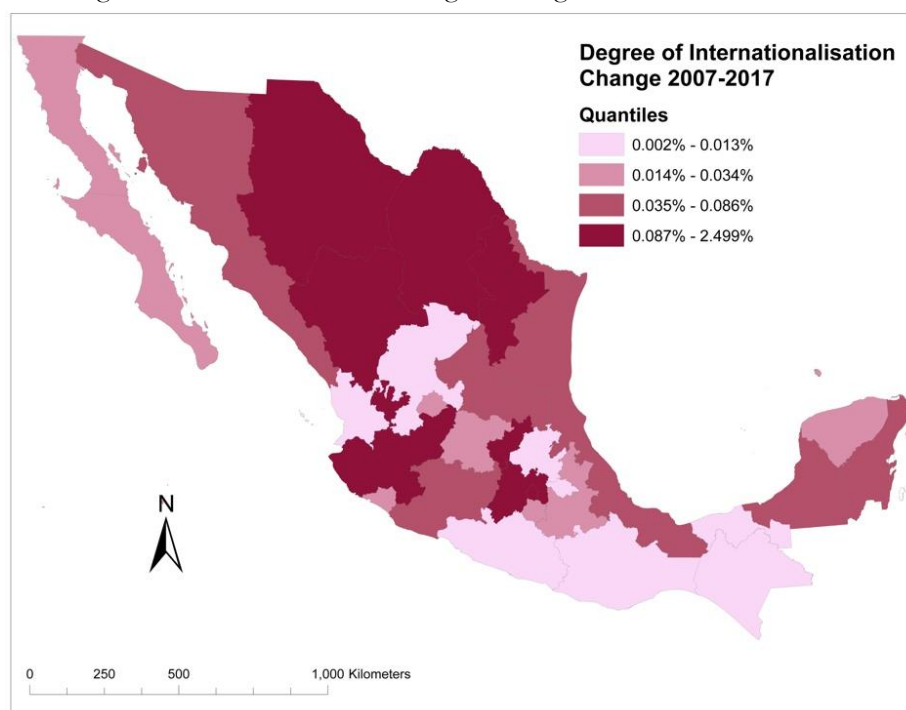 Degree of Internationalisation
Change 2007-2017
Quantiles
0.002% - 0.013%
0.014% - 0.034%
0.035% - 0.086%
0.087% - 2.499%
N
0 250 500 1,000 Kilometers